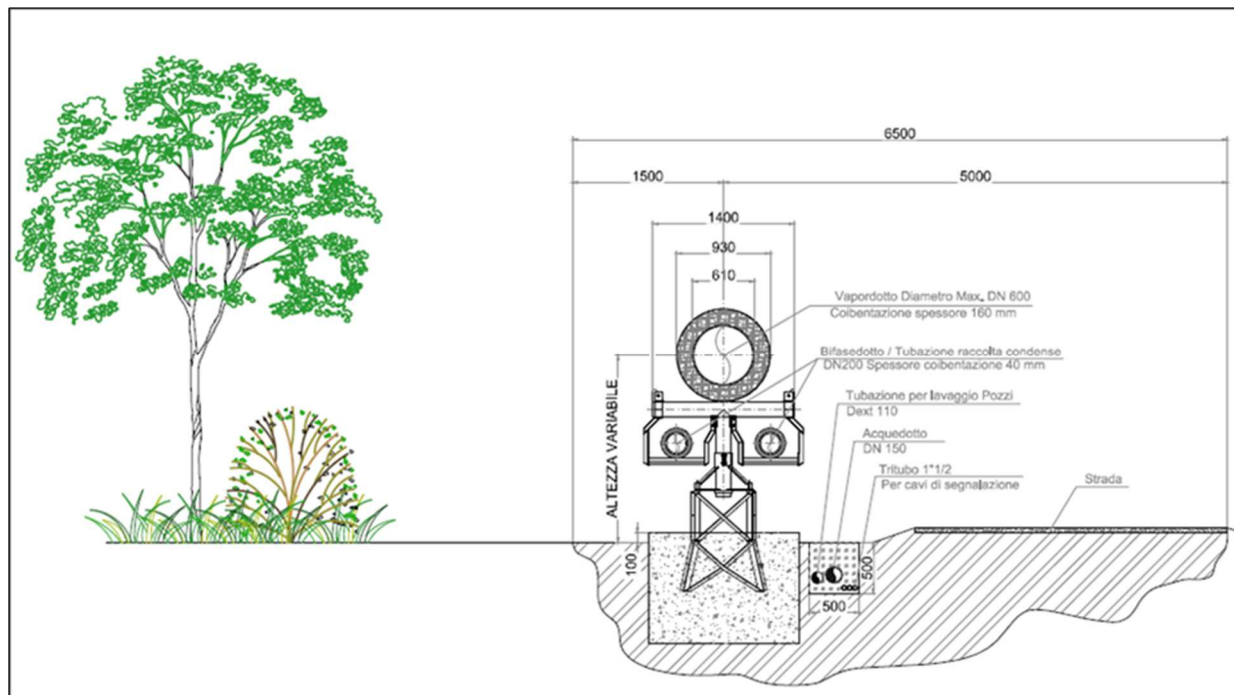 6500
1500
5000
1400
930
610
Vapordotto Diametro Max. DN 600
Coibentazione spessore 160 mm
Bifasedotto / Tubazione raccolta condense
DN200 Spessore coibentazione 40 mm
ALTEZZA VARIABILE
Tubazione per lavaggio Pozzi
Dext 110
Acquedotto
DN 150
Tritubo 1"1/2
Per cavi di segnalazione
Strada
100
500
500